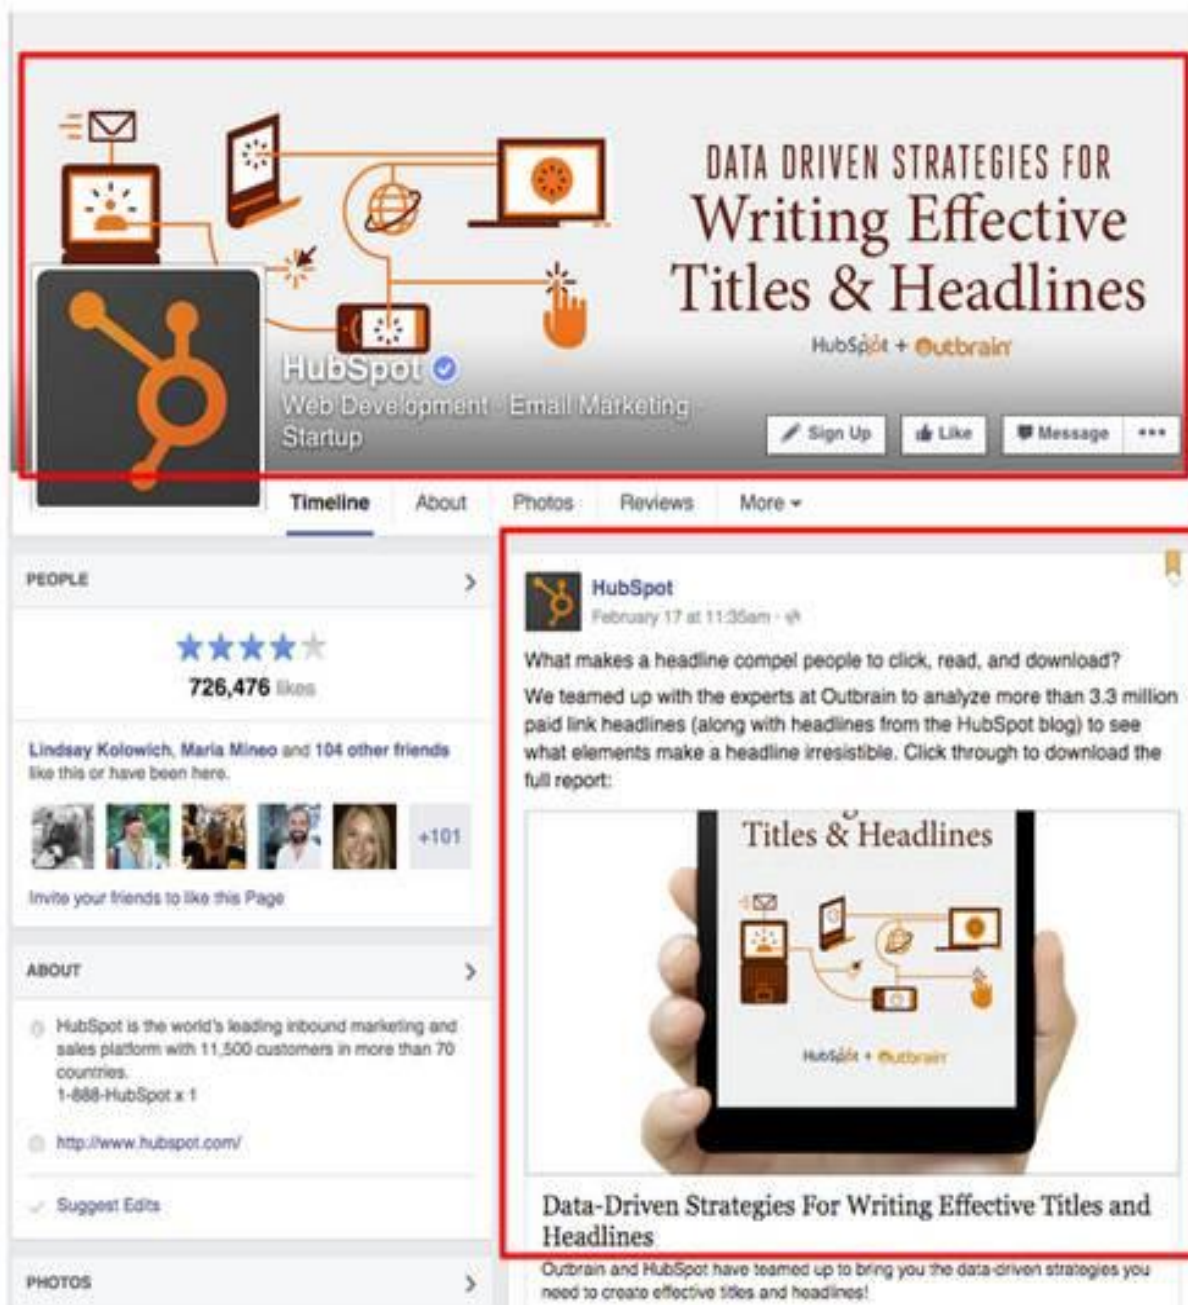 DATA DRIVEN STRATEGIES FOR
Writing Effective
Titles & Headlines
HubSpot + Outbrain
HubSpot
Web Development · Email Marketing ·
Startup
Sign Up
Like
Message
Timeline
About
Photos
Reviews
More
PEOPLE
726,476 likes
Lindsay Kolowich, Maria Mineo and 104 other friends
like this or have been here.
+101
Invite your friends to like this Page
ABOUT
HubSpot is the world's leading inbound marketing and
sales platform with 11,500 customers in more than 70
countries.
1-888-HubSpot x 1
http://www.hubspot.com/
Suggest Edits
PHOTOS
HubSpot
February 17 at 11:35am ·
What makes a headline compel people to click, read, and download?
We teamed up with the experts at Outbrain to analyze more than 3.3 million
paid link headlines (along with headlines from the HubSpot blog) to see
what elements make a headline irresistible. Click through to download the
full report:
Titles & Headlines
HubSpot + Outbrain
Data-Driven Strategies For Writing Effective Titles and
Headlines
Outbrain and HubSpot have teamed up to bring you the data-driven strategies you
need to create effective titles and headlines!